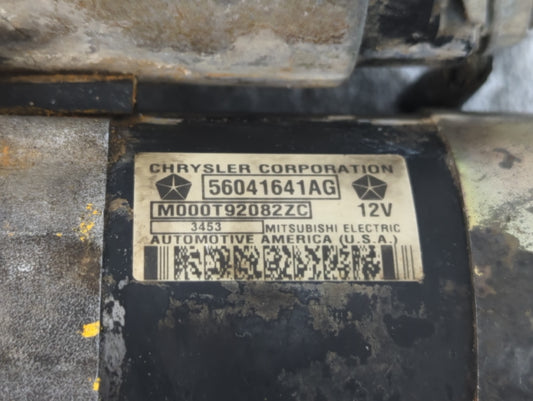 CHRYSLER CORPORATION
56041641AG
M000T92082ZC 12V
3453 MITSUBISHI ELECTRIC
AUTOMOTIVE AMERICA (U.S.A.)